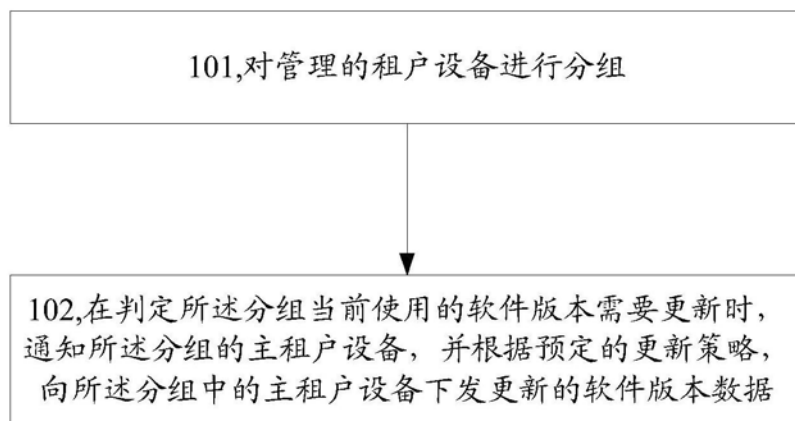 101,对管理的租户设备进行分组
102,在判定所述分组当前使用的软件版本需要更新时，
通知所述分组的主租户设备，并根据预定的更新策略，
向所述分组中的主租户设备下发更新的软件版本数据